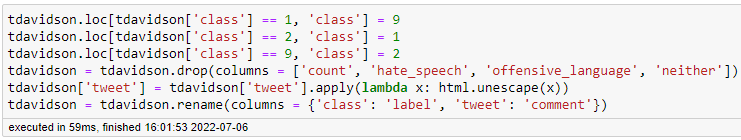 tdavidson.loc[tdavidson['class'] == 1, 'class'] = 9
tdavidson.loc[tdavidson['class'] == 2, 'class'] = 1
tdavidson.loc[tdavidson['class'] == 9, 'class'] = 2
tdavidson = tdavidson.drop(columns = ['count', 'hate_speech', 'offensive_language', 'neither'])
tdavidson['tweet'] = tdavidson['tweet'].apply(lambda x: html.unescape(x))
tdavidson = tdavidson.rename(columns = {'class': 'label', 'tweet': 'comment'})
executed in 59ms, finished 16:01:53 2022-07-06